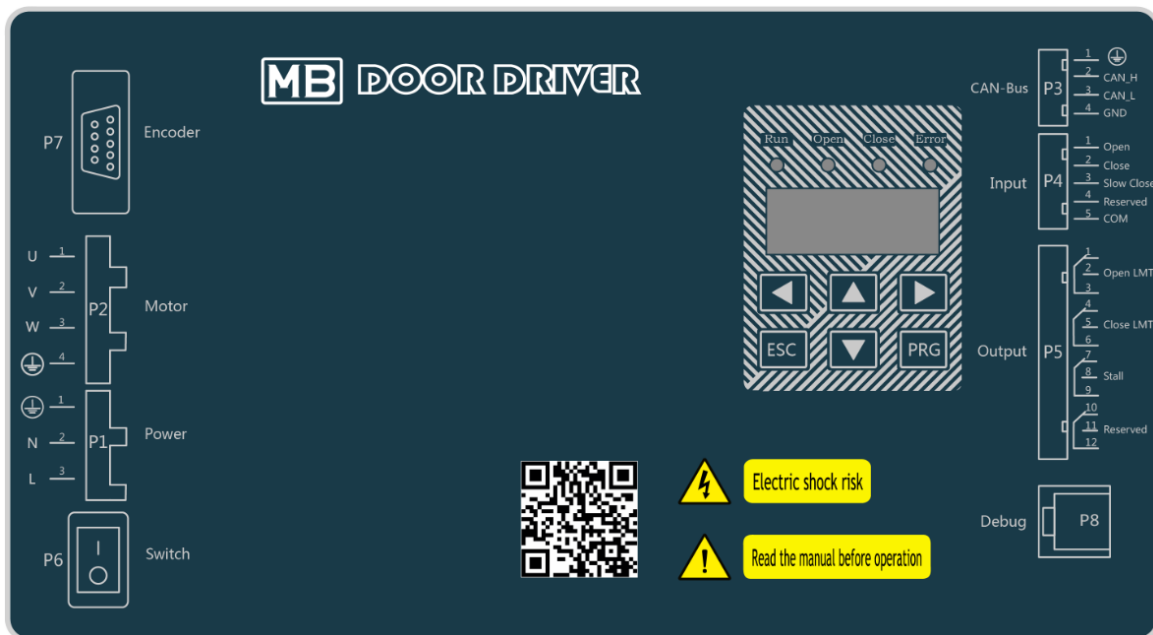 MB DOOR DRIVER
P7 Encoder
U 1
V 2
W 3
4
P2 Motor
1
N 2
L 3
P1 Power
P6 Switch
I
O
Run Open Close Error
ESC PRG
Electric shock risk
!
Read the manual before operation
CAN-Bus P3
1
2 CAN_H
3 CAN_L
4 GND
Input P4
1 Open
2 Close
3 Slow Close
4 Reserved
5 COM
Output P5
1
2 Open LMT
3
4
5 Close LMT
6
7
8 Stall
9
10
11 Reserved
12
Debug P8